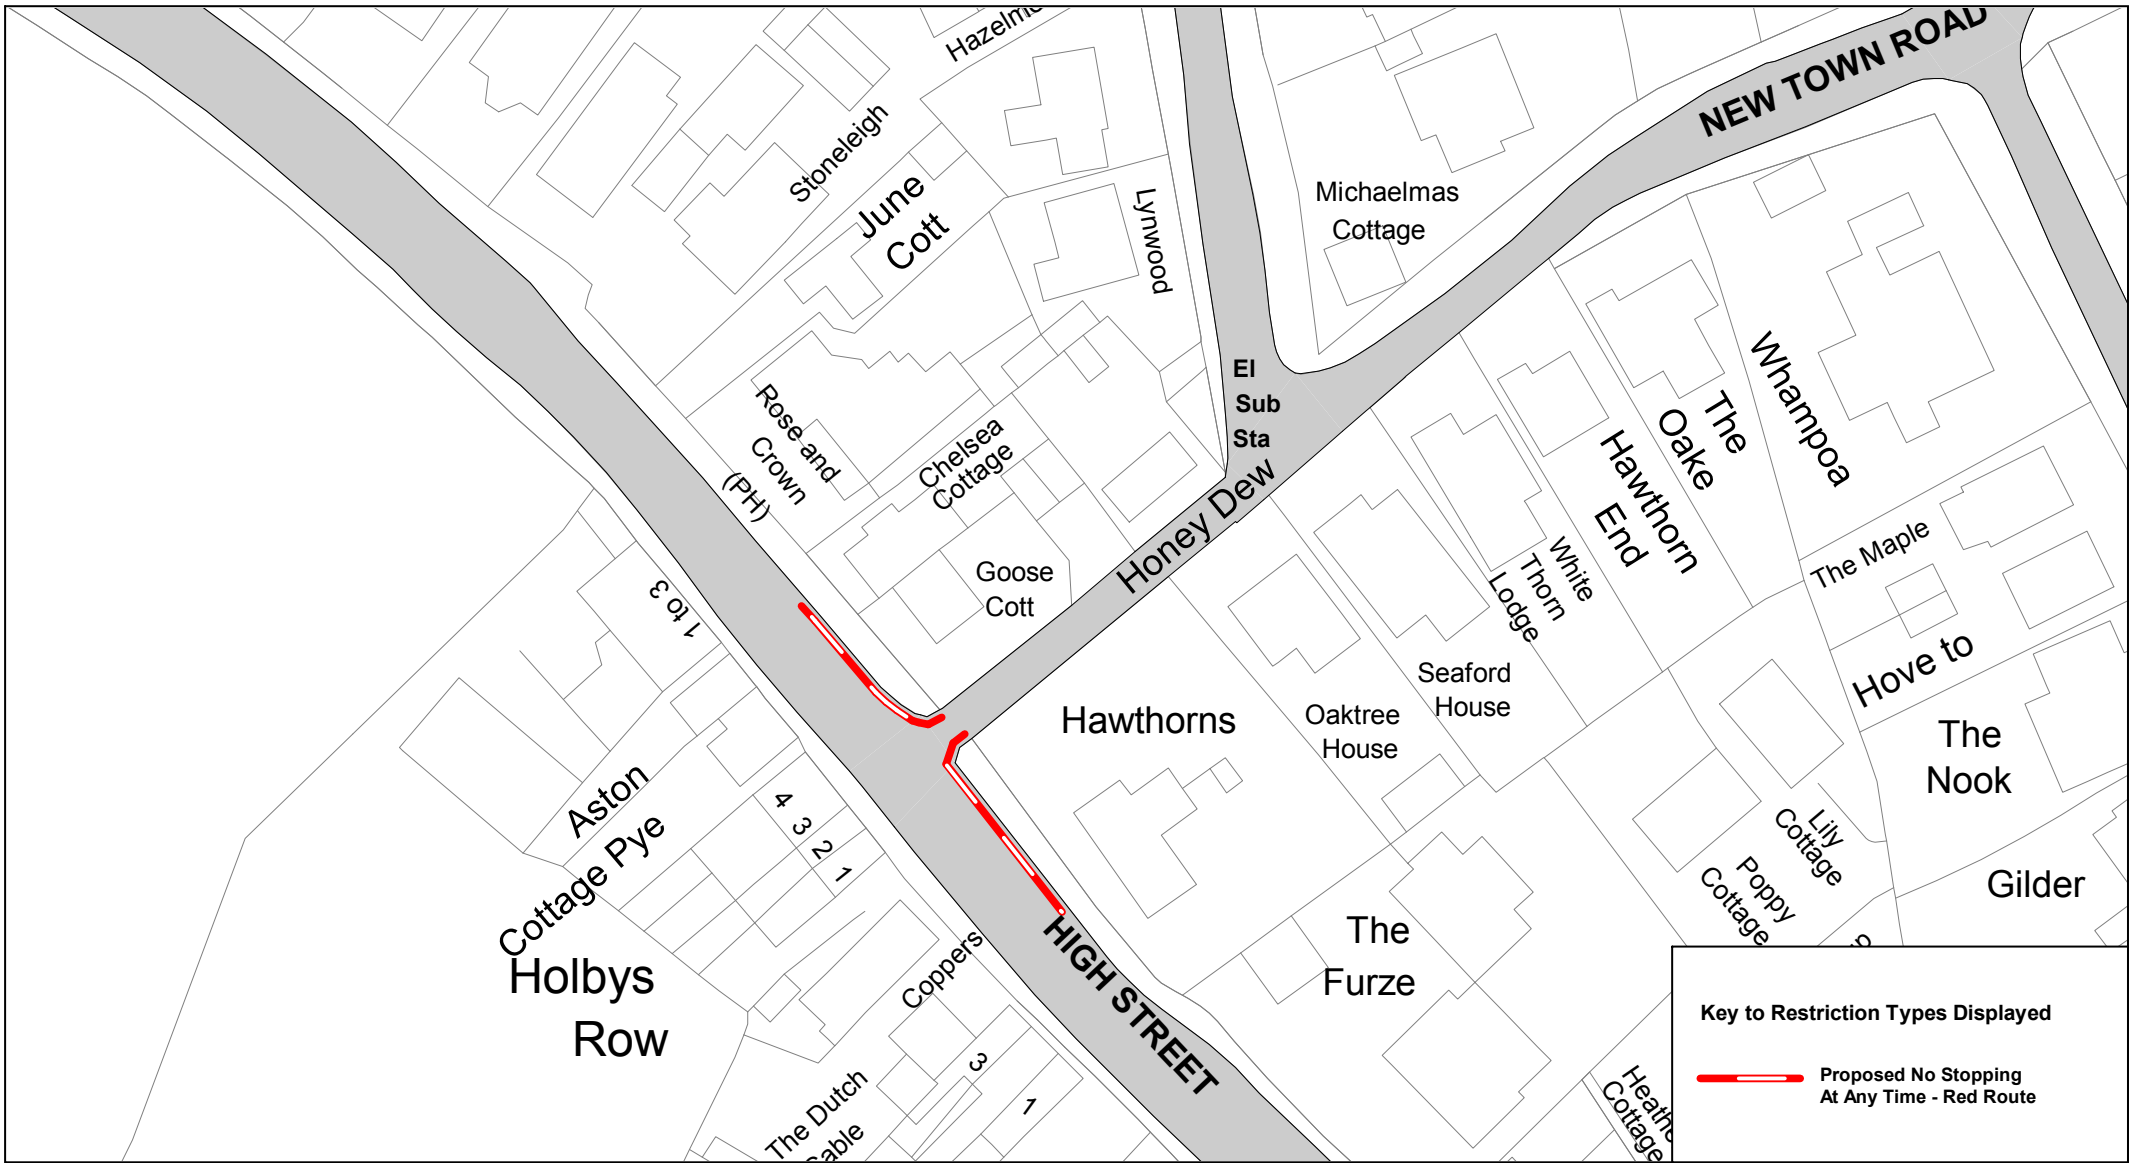 Hazelm
NEW TOWN ROAD
Stoneleigh
June
Cott
Lynwood
Michaelmas
Cottage
El
Sub
Sta
Rose and
Crown
(PH)
Chelsea
Cottage
Goose
Cott
Honey Dew
The
Oake
Whampoa
Hawthorn
End
White
Thorn
Lodge
The Maple
Hove to
1 to 3
Hawthorns
Oaktree
House
Seaford
House
The
Nook
Aston
Cottage Pye
4
3
2
1
Lily
Cottage
Poppy
Cottage
Gilder
Holbys
Row
Coppers
HIGH STREET
The
Furze
The Dutch
3
1
Cottage
Key to Restriction Types Displayed
Proposed No Stopping
At Any Time - Red Route